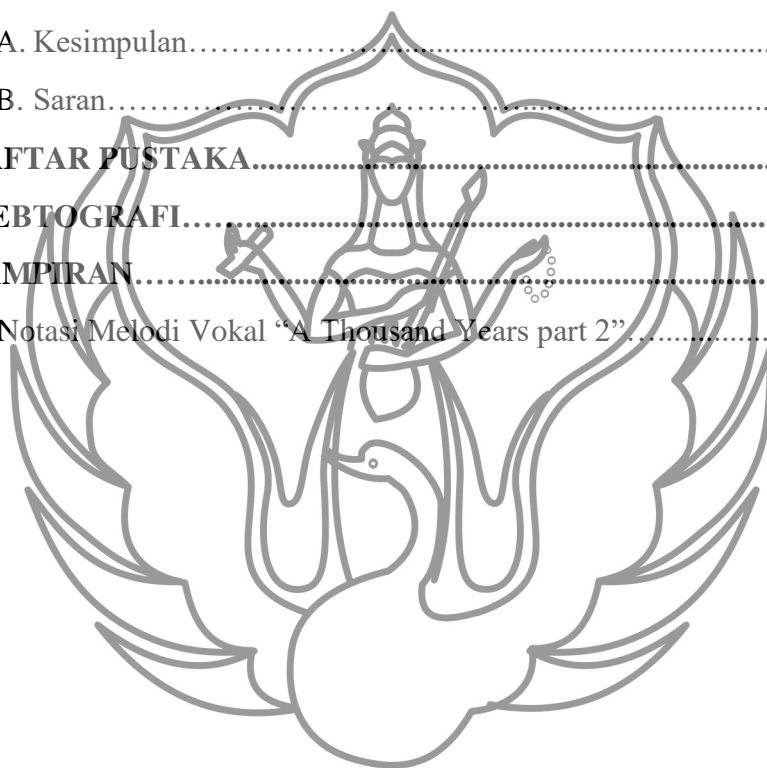 A. Kesimpulan……………….......................................................
B. Saran…………………………………….................................
AFTAR PUSTAKA................................................................
EBTOGRAFI…....................................................................
MPIRAN……......................................................................
Notasi Melodi Vokal “A Thousand Years part 2”….................